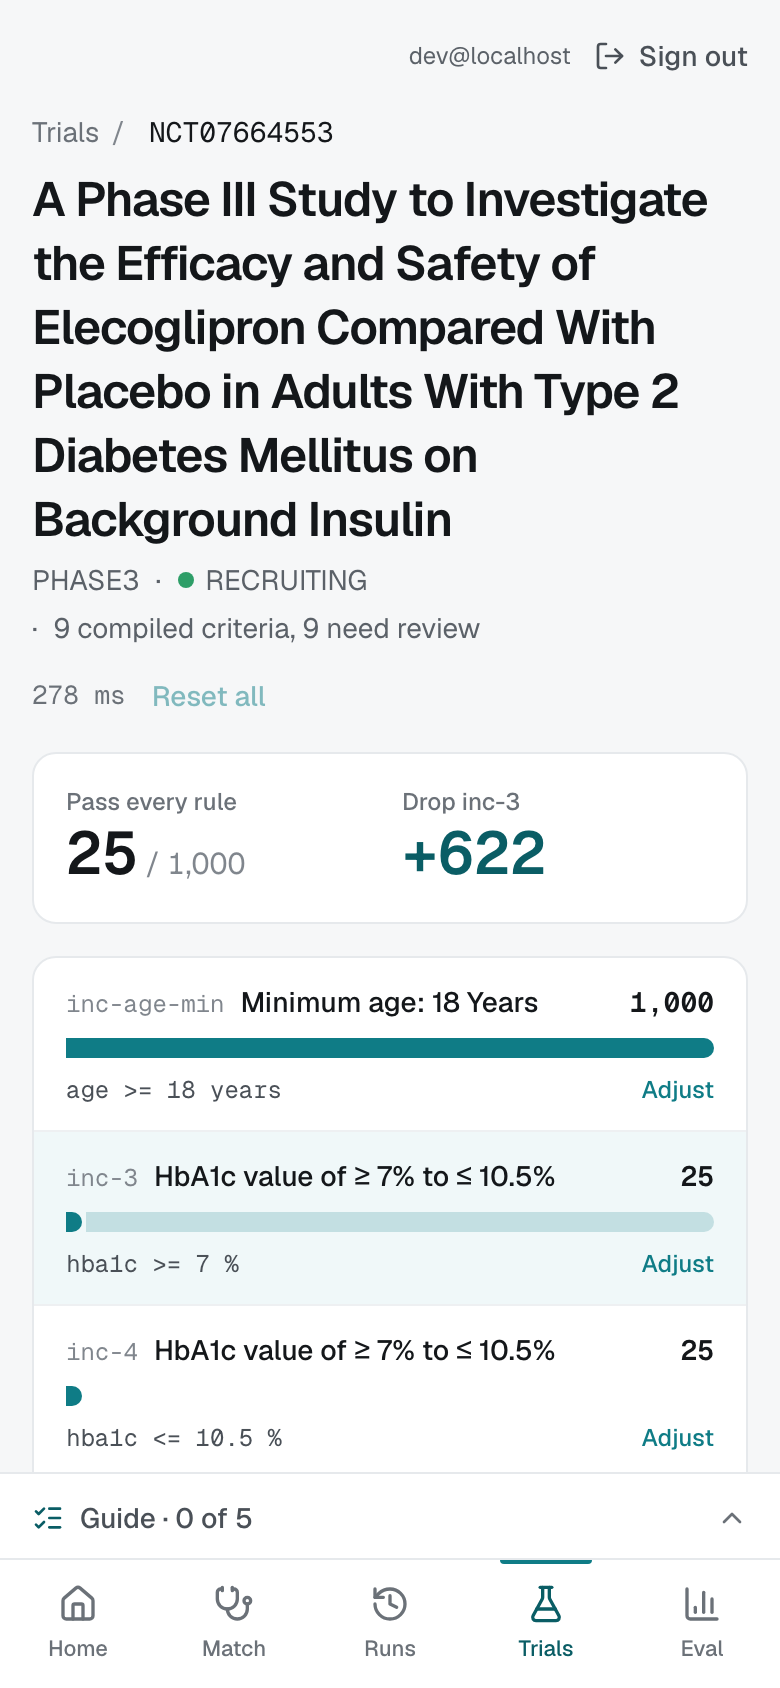 dev@localhost Sign out
Trials / NCT07664553
A Phase III Study to Investigate
the Efficacy and Safety of
Elecoglipron Compared With
Placebo in Adults With Type 2
Diabetes Mellitus on
Background Insulin
PHASE3 · RECRUITING
· 9 compiled criteria, 9 need review
278 ms Reset all
Pass every rule
25 / 1,000
Drop inc-3
+622
inc-age-min Minimum age: 18 Years 1,000
age >= 18 years Adjust
inc-3 HbA1c value of ≥ 7% to ≤ 10.5% 25
hba1c >= 7 % Adjust
inc-4 HbA1c value of ≥ 7% to ≤ 10.5% 25
hba1c <= 10.5 % Adjust
Guide · 0 of 5
Home Match Runs Trials Eval